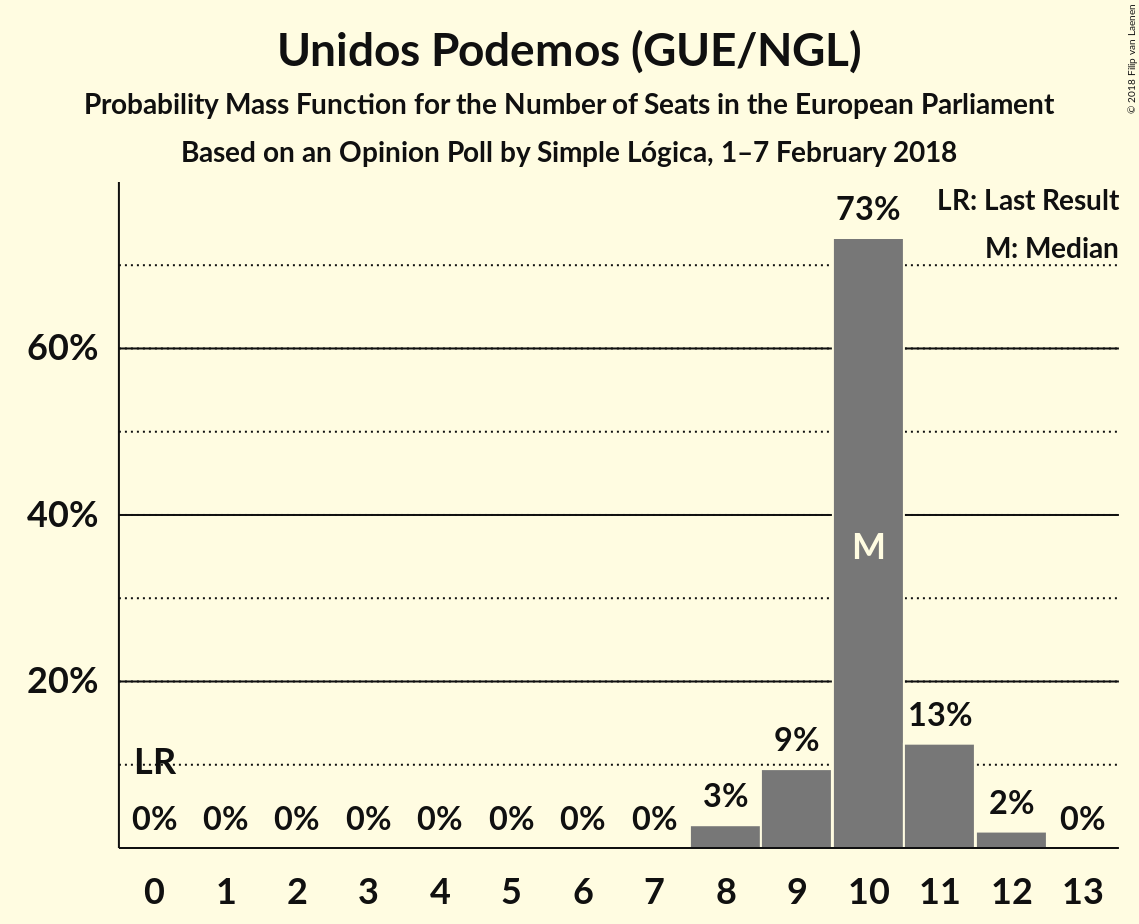 Unidos Podemos (GUE/NGL)
Probability Mass Function for the Number of Seats in the European Parliament
Based on an Opinion Poll by Simple Lógica, 1–7 February 2018
© 2018 Filip van Laenen
LR: Last Result
M: Median
73%
60%
40%
M
20%
13%
9%
LR
3%
2%
0% 0% 0% 0% 0% 0% 0% 0% 0%
0 1 2 3 4 5 6 7 8 9 10 11 12 13